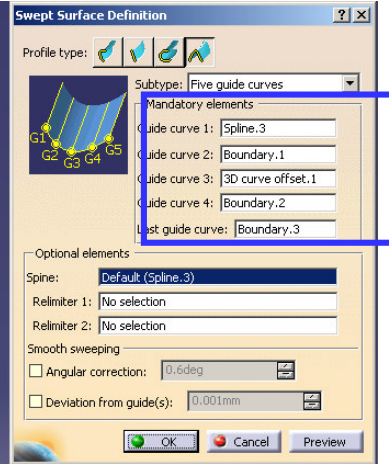 Swept Surface Definition
Profile type:
Subtype: Five guide curves
Mandatory elements
Guide curve 1: Spline.3
Guide curve 2: Boundary.1
Guide curve 3: 3D curve offset.1
Guide curve 4: Boundary.2
Last guide curve: Boundary.3
G1 G2 G3 G4 G5
Optional elements
Spine: Default (Spline.3)
Relimiter 1: No selection
Relimiter 2: No selection
Smooth sweeping
Angular correction: 0.6deg
Deviation from guide(s): 0.001mm
OK Cancel Preview